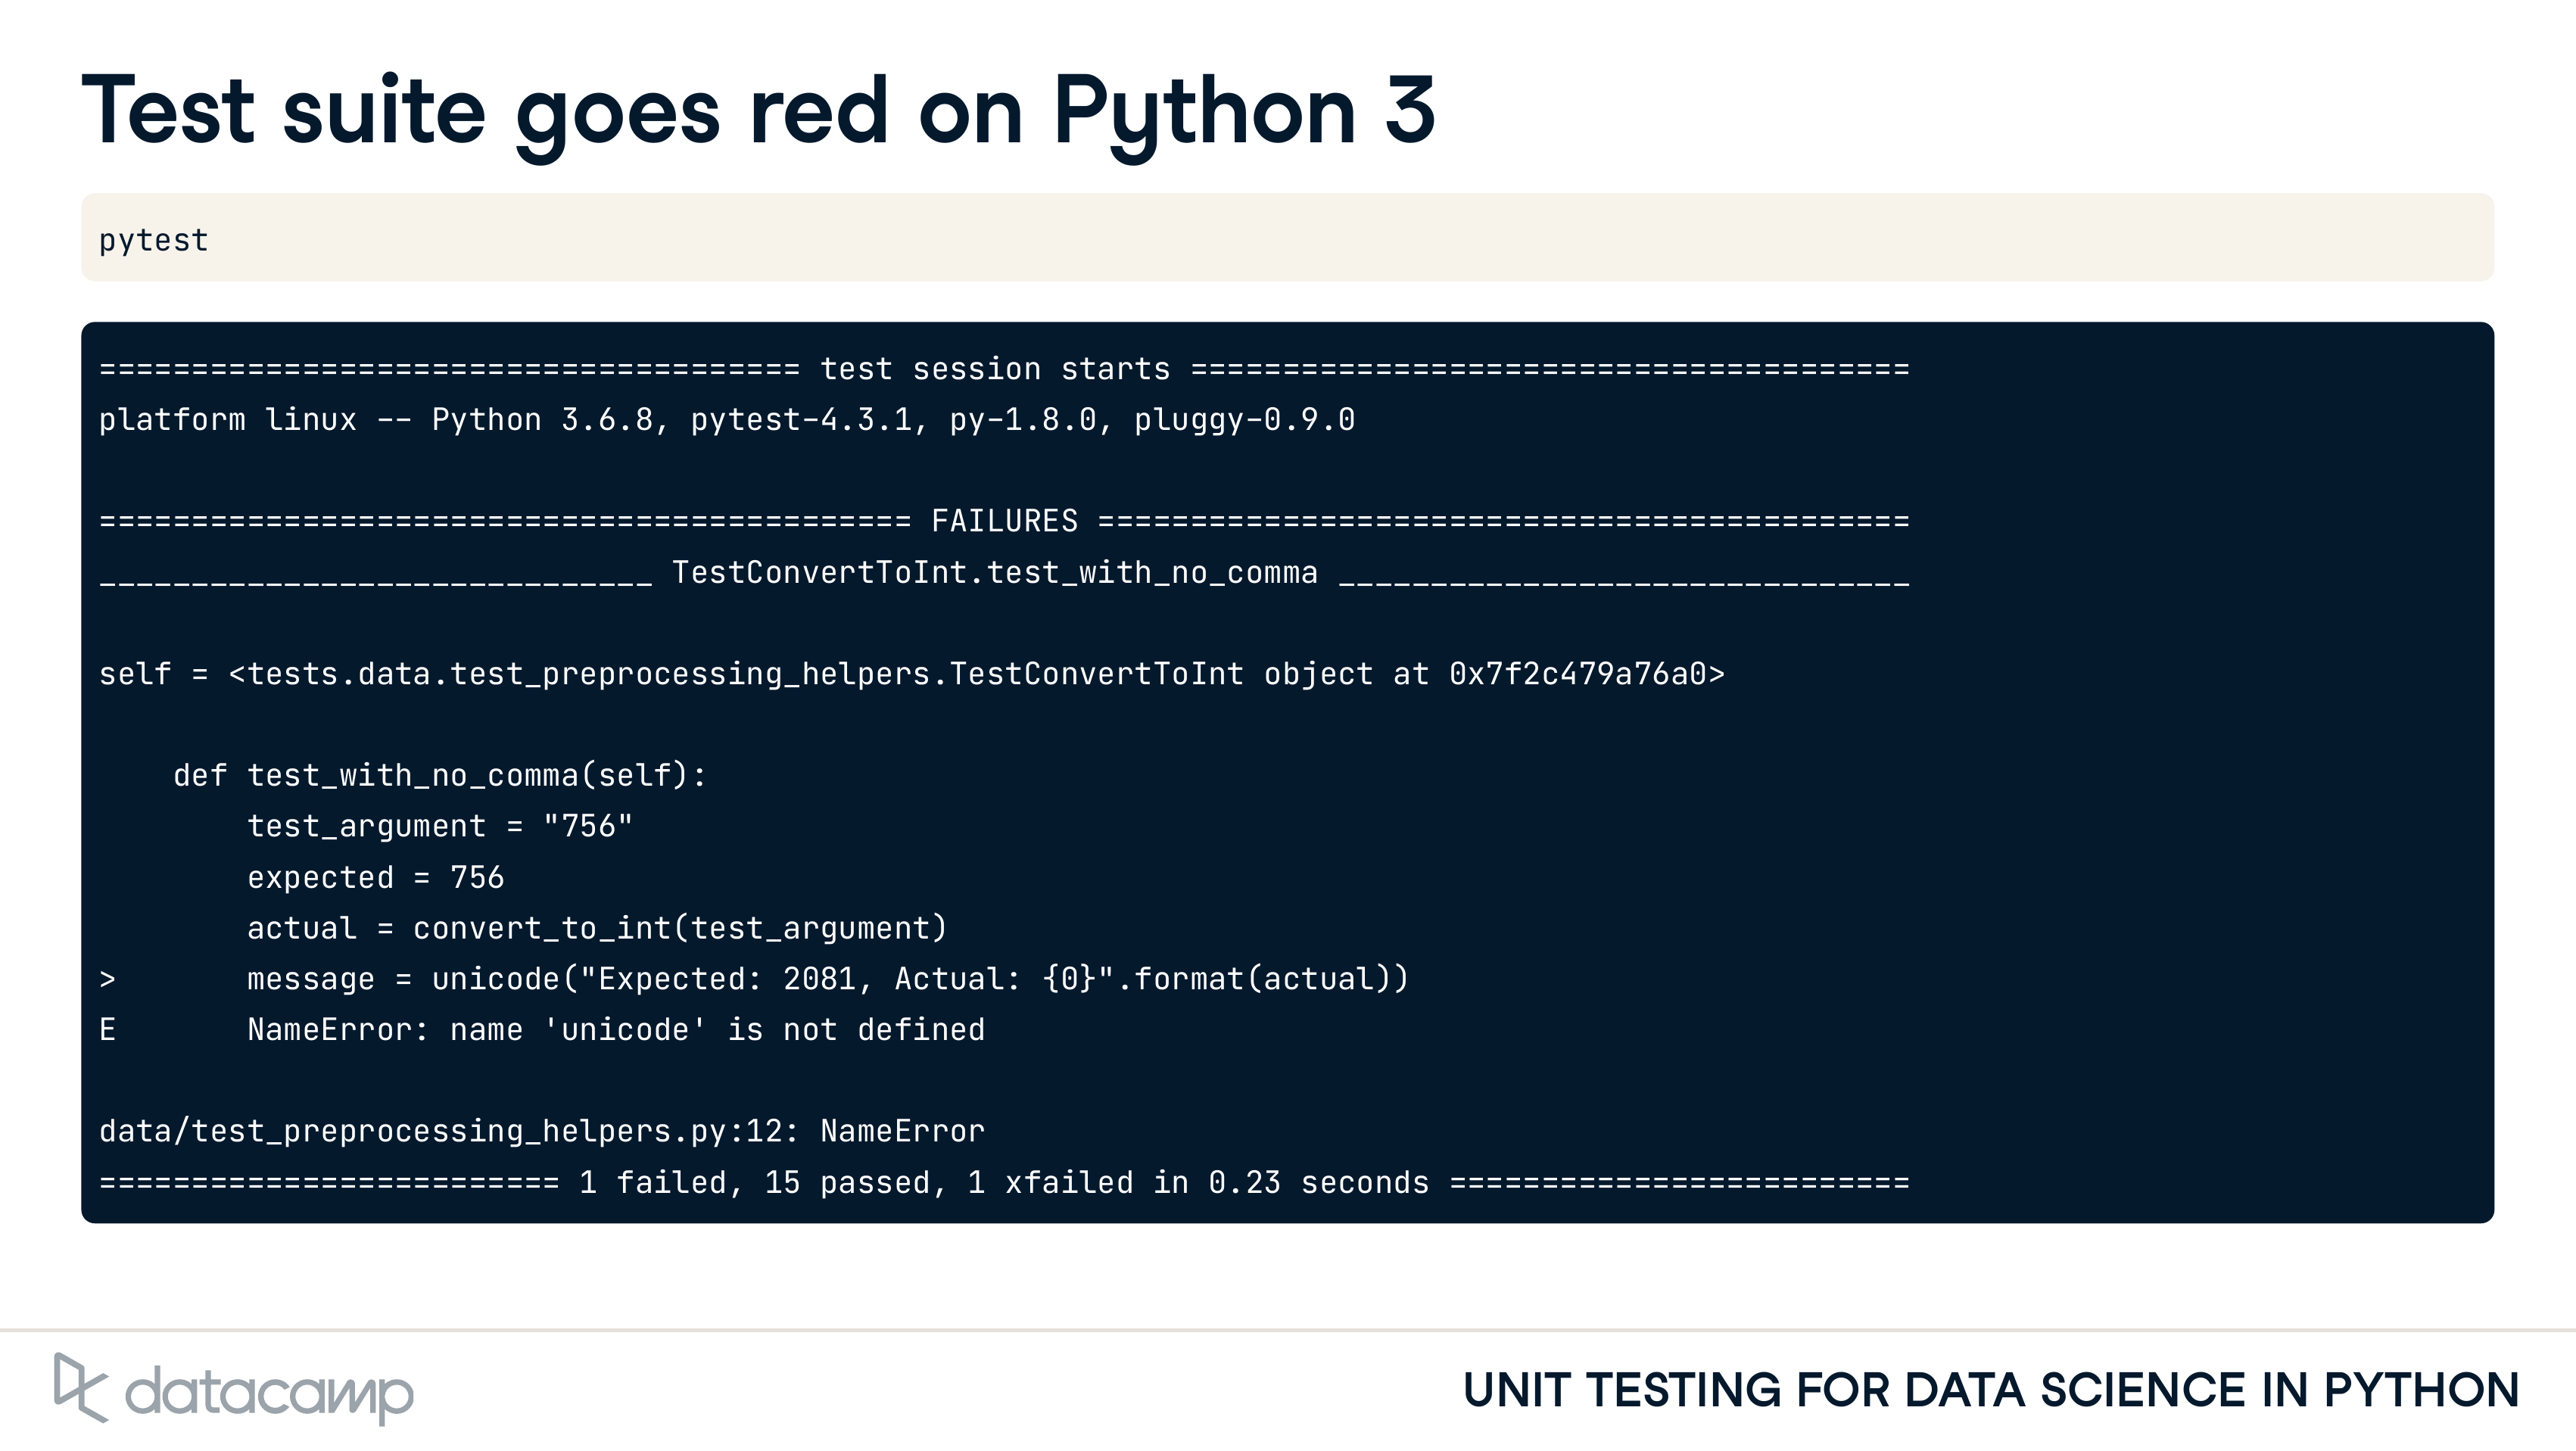 Test suite goes red on Python 3
pytest
====================================== test session starts =======================================
platform linux -- Python 3.6.8, pytest-4.3.1, py-1.8.0, pluggy-0.9.0
============================================ FAILURES ============================================
______________________________ TestConvertToInt.test_with_no_comma _______________________________
self = <tests.data.test_preprocessing_helpers.TestConvertToInt object at 0x7f2c479a76a0>
    def test_with_no_comma(self):
        test_argument = "756"
        expected = 756
        actual = convert_to_int(test_argument)
>       message = unicode("Expected: 2081, Actual: {0}".format(actual))
E       NameError: name 'unicode' is not defined
data/test_preprocessing_helpers.py:12: NameError
========================= 1 failed, 15 passed, 1 xfailed in 0.23 seconds =========================
datacamp
UNIT TESTING FOR DATA SCIENCE IN PYTHON